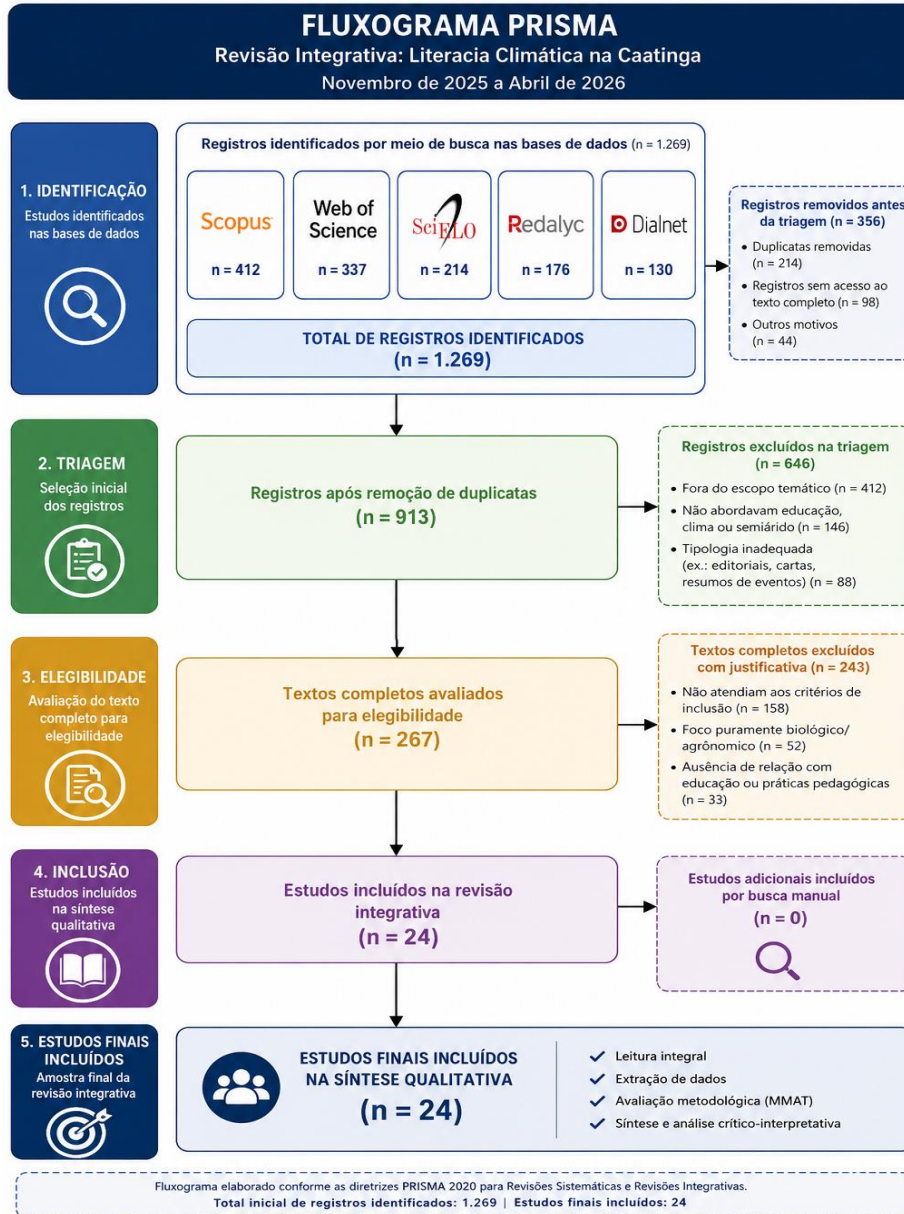 FLUXOGRAMA PRISMA
Revisão Integrativa: Literacia Climática na Caatinga
Novembro de 2025 a Abril de 2026
1. IDENTIFICAÇÃO
Estudos identificados
nas bases de dados
Registros identificados por meio de busca nas bases de dados (n = 1.269)
Scopus
n = 412
Web of
Science
n = 337
SciELO
n = 214
Redalyc
n = 176
Dialnet
n = 130
TOTAL DE REGISTROS IDENTIFICADOS
(n = 1.269)
Registros removidos antes
da triagem (n = 356)
• Duplicatas removidas
(n = 214)
• Registros sem acesso ao
texto completo (n = 98)
• Outros motivos
(n = 44)
2. TRIAGEM
Seleção inicial
dos registros
Registros após remoção de duplicatas
(n = 913)
Registros excluídos na triagem
(n = 646)
• Fora do escopo temático (n = 412)
• Não abordavam educação,
clima ou semiárido (n = 146)
• Tipologia inadequada
(ex.: editoriais, cartas,
resumos de eventos) (n = 88)
3. ELEGIBILIDADE
Avaliação do texto
completo para
elegibilidade
Textos completos avaliados
para elegibilidade
(n = 267)
Textos completos excluídos
com justificativa (n = 243)
• Não atendiam aos critérios de
inclusão (n = 158)
• Foco puramente biológico/
agrônomico (n = 52)
• Ausência de relação com
educação ou práticas pedagógicas
(n = 33)
4. INCLUSÃO
Estudos incluídos
na síntese
qualitativa
Estudos incluídos na revisão
integrativa
(n = 24)
Estudos adicionais incluídos
por busca manual
(n = 0)
5. ESTUDOS FINAIS
INCLUÍDOS
Amostra final da
revisão integrativa
ESTUDOS FINAIS INCLUÍDOS
NA SÍNTESE QUALITATIVA
(n = 24)
Leitura integral
Extração de dados
Avaliação metodológica (MMAT)
Síntese e análise crítico-interpretativa
Fluxograma elaborado conforme as diretrizes PRISMA 2020 para Revisões Sistemáticas e Revisões Integrativas.
Total inicial de registros identificados: 1.269 | Estudos finais incluídos: 24